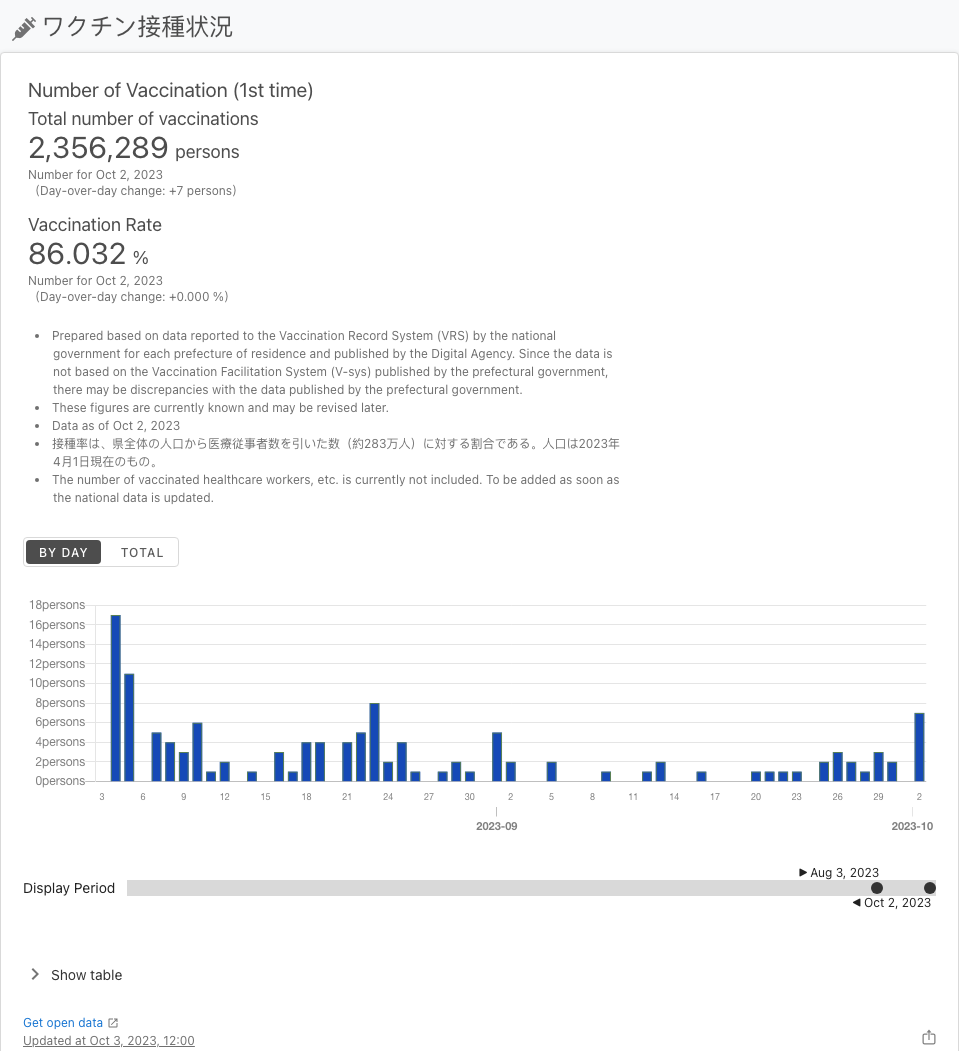 ワクチン接種状況
Number of Vaccination (1st time)
Total number of vaccinations
2,356,289 persons
Number for Oct 2, 2023
(Day-over-day change: +7 persons)
Vaccination Rate
86.032 %
Number for Oct 2, 2023
(Day-over-day change: +0.000 %)
• Prepared based on data reported to the Vaccination Record System (VRS) by the national
government for each prefecture of residence and published by the Digital Agency. Since the data is
not based on the Vaccination Facilitation System (V-sys) published by the prefectural government,
there may be discrepancies with the data published by the prefectural government.
• These figures are currently known and may be revised later.
• Data as of Oct 2, 2023
• 接種率は、県全体の人口から医療従事者数を引いた数（約283万人）に対する割合である。人口は2023年
4月1日現在のもの。
• The number of vaccinated healthcare workers, etc. is currently not included. To be added as soon as
the national data is updated.
BY DAY TOTAL
18persons
16persons
14persons
12persons
10persons
8persons
6persons
4persons
2persons
0persons
3 6 9 12 15 18 21 24 27 30 2 5 8 11 14 17 20 23 26 29 2
2023-09 2023-10
Aug 3, 2023
Display Period
Oct 2, 2023
Show table
Get open data
Updated at Oct 3, 2023, 12:00